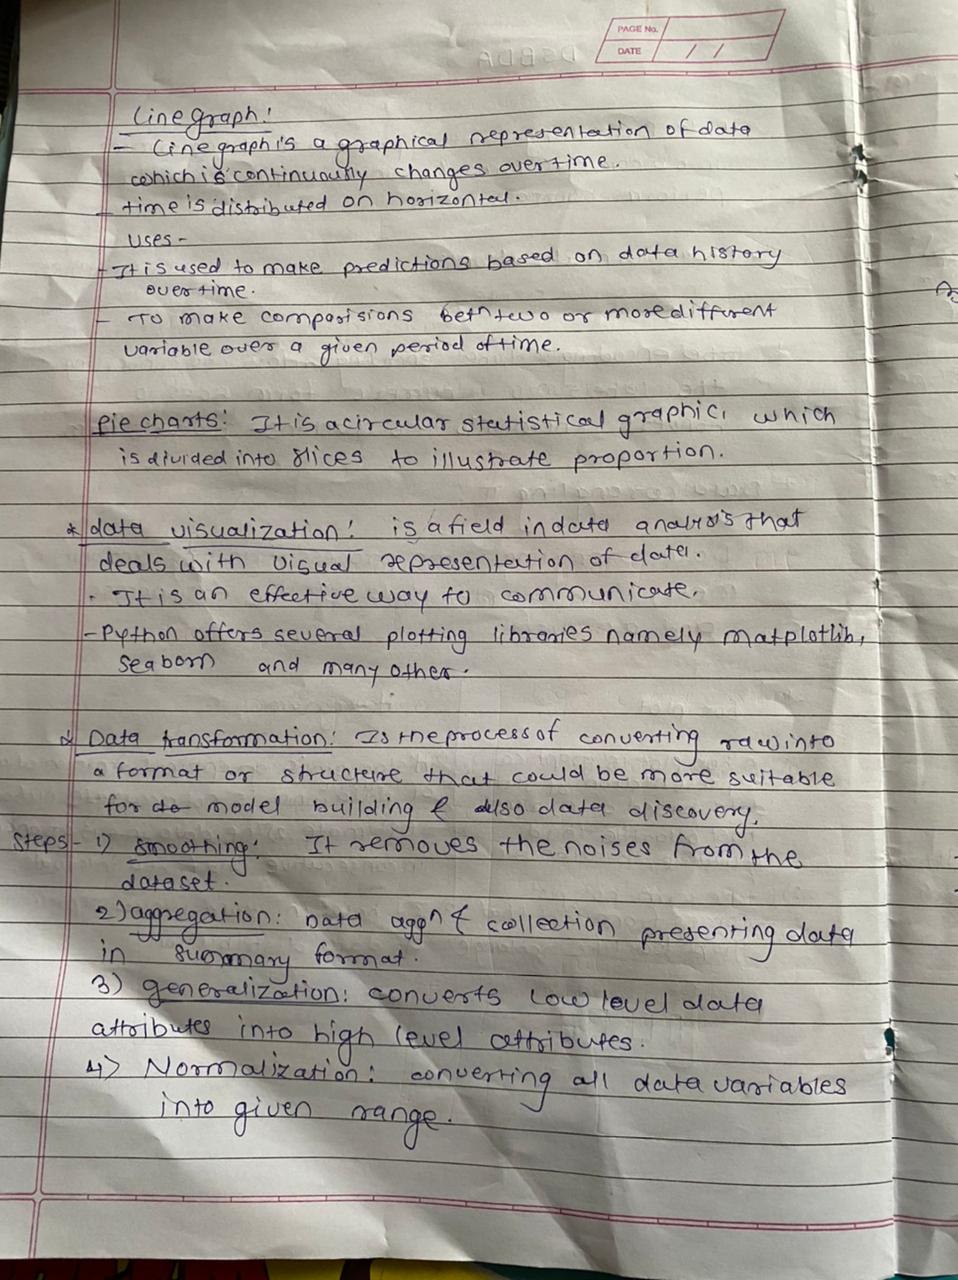 PAGE No.
DATE / /
Line graph:
- Line graph is a graphical representation of data
which is continuously changes over time.
- time is distributed on horizontal.
Uses -
- It is used to make predictions based on data history
over time.
- To make comparisions betn two or more different
variable over a given period of time.
Pie charts: It is a circular statistical graphic, which
is divided into slices to illustrate proportion.
* data visualization: is a field in data analysis that
deals with visual representation of data.
. It is an effective way to communicate.
- Python offers several plotting libraries namely matplotlib,
Seaborn and many other.
* Data transformation: Is the process of converting raw into
a format or structure that could be more suitable
for model building & also data discovery.
Steps - 1) smoothing: It removes the noises from the
dataset.
2) aggregation: Data aggn & collection presenting data
in summary format.
3) generalization: converts low level data
attributes into high level attributes.
4) Normalization: converting all data variables
into given range.